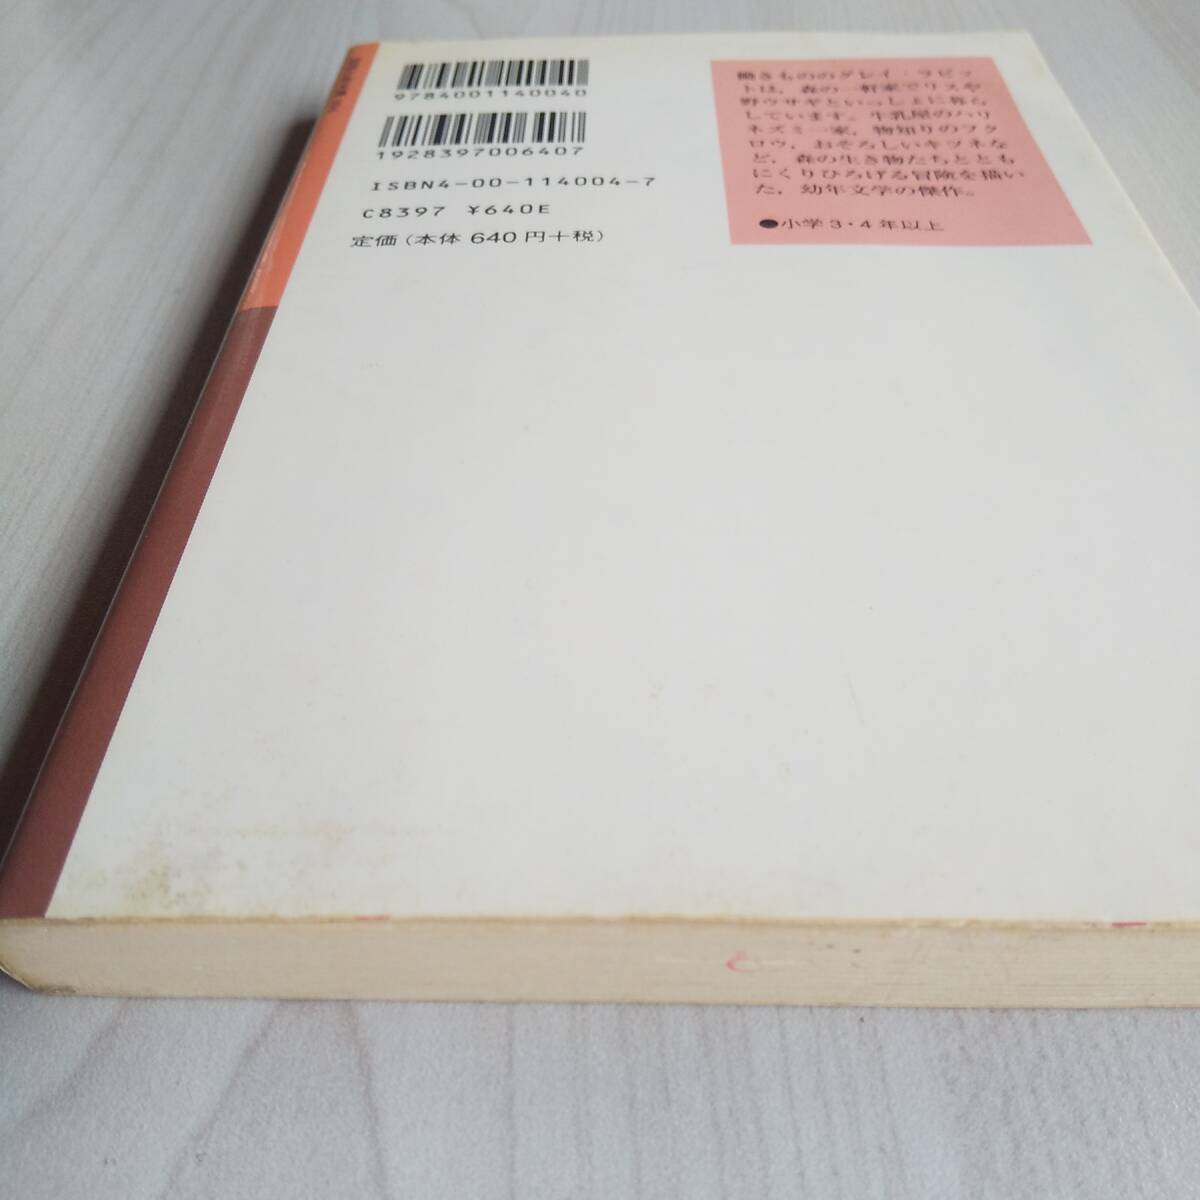 9784001140040
1928397006407
ISBN4-00-114004-7
C8397 ¥640E
定価(本体 640円+税)
働きもののグレイ・ラビッ
トは，森の一軒家でリスや
野ウサギといっしょに暮ら
しています。牛乳屋のハリ
ネズミ一家，物知りのフク
ロウ，おそろしいキツネな
ど，森の生き物たちととも
にくりひろげる冒険を描い
た，幼年文学の傑作。
●小学3・4年以上